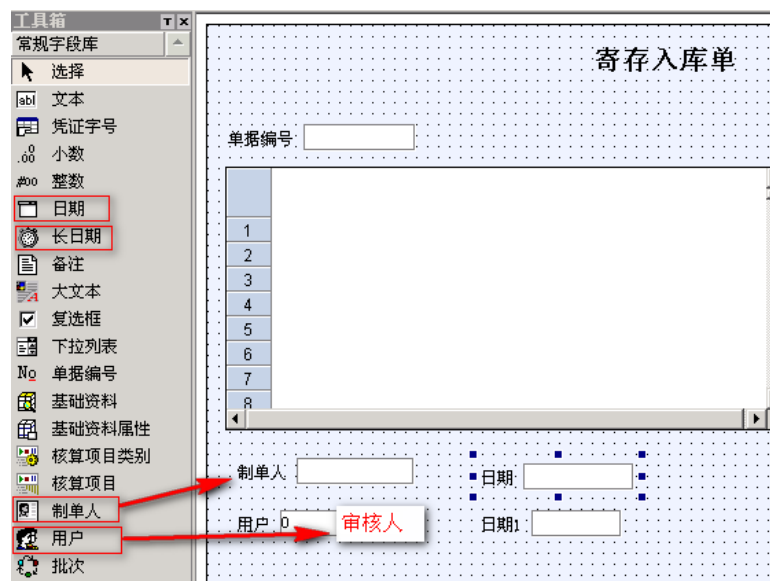 工具箱
常规字段库
选择
abl 文本
凭证字号
.00 小数
#00 整数
日期
长日期
备注
大文本
复选框
下拉列表
No 单据编号
基础资料
基础资料属性
核算项目类别
核算项目
制单人
用户
批次
寄存入库单
单据编号:
1
2
3
4
5
6
7
8
制单人:
日期:
用户: 0
审核人
日期1: